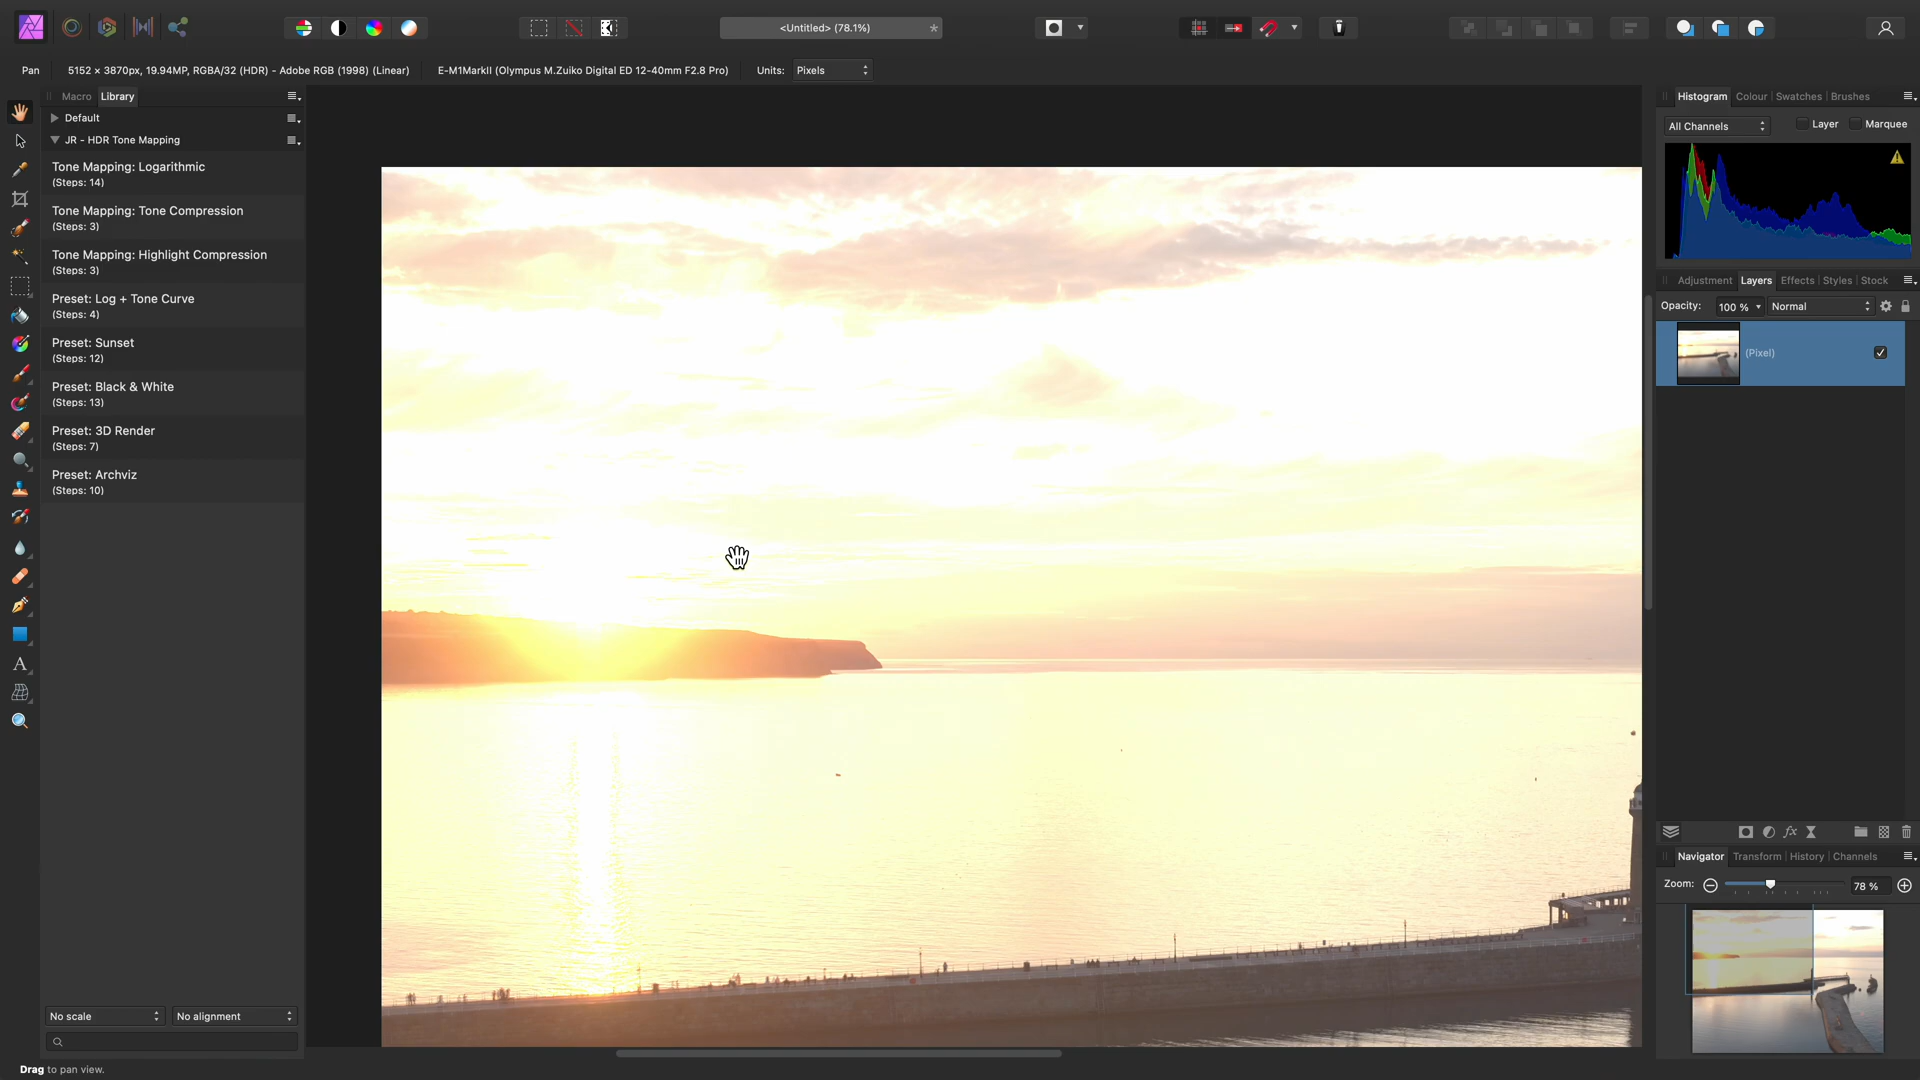 <Untitled> (78.1%)
Pan
5152 × 3870px, 19.94MP, RGBA/32 (HDR) - Adobe RGB (1998) (Linear)
E-M1MarkII (Olympus M.Zuiko Digital ED 12-40mm F2.8 Pro)
Units:
Pixels
Macro
Library
Default
JR - HDR Tone Mapping
Tone Mapping: Logarithmic
(Steps: 14)
Tone Mapping: Tone Compression
(Steps: 3)
Tone Mapping: Highlight Compression
(Steps: 3)
Preset: Log + Tone Curve
(Steps: 4)
Preset: Sunset
(Steps: 12)
Preset: Black & White
(Steps: 13)
Preset: 3D Render
(Steps: 7)
Preset: Archviz
(Steps: 10)
No scale
No alignment
Drag to pan view.
Histogram
Colour
Swatches
Brushes
All Channels
Layer
Marquee
Adjustment
Layers
Effects
Styles
Stock
Opacity:
100 %
Normal
(Pixel)
Navigator
Transform
History
Channels
Zoom:
78 %